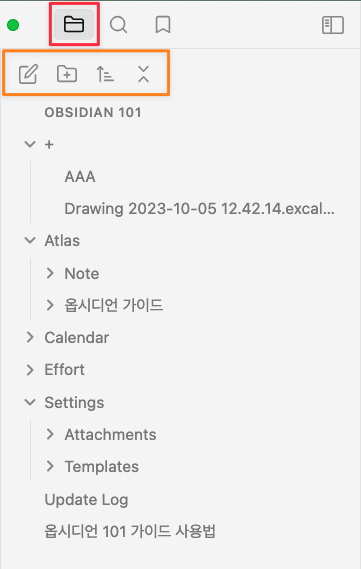 OBSIDIAN 101
+
AAA
Drawing 2023-10-05 12.42.14.excal...
Atlas
Note
옵시디언 가이드
Calendar
Effort
Settings
Attachments
Templates
Update Log
옵시디언 101 가이드 사용법